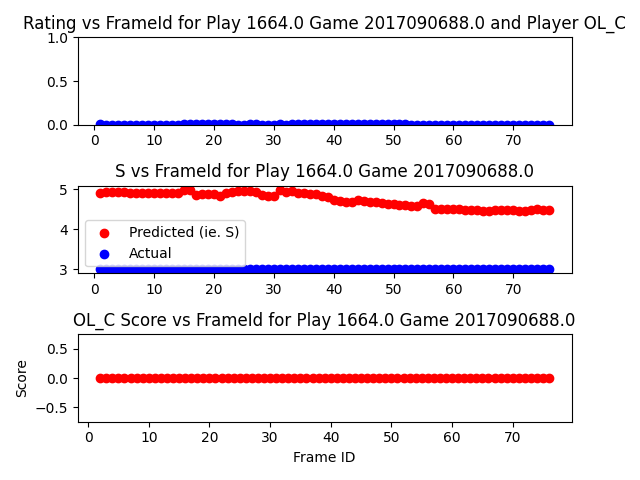 Rating vs FrameId for Play 1664.0 Game 2017090688.0 and Player OL_C
1.0
0.5
0.0
0 10 20 30 40 50 60 70
S vs FrameId for Play 1664.0 Game 2017090688.0
5
4
3
Predicted (ie. S)
Actual
0 10 20 30 40 50 60 70
OL_C Score vs FrameId for Play 1664.0 Game 2017090688.0
0.5
0.0
−0.5
Score
0 10 20 30 40 50 60 70
Frame ID